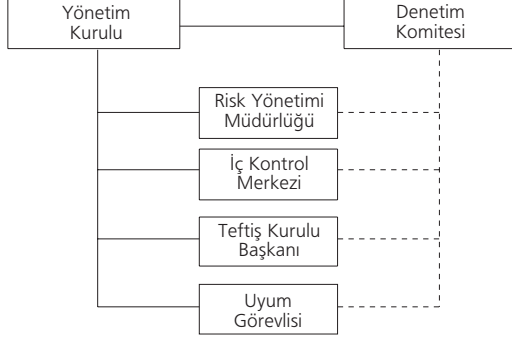 Yönetim
Kurulu
Denetim
Komitesi
Risk Yönetimi
Müdürlüğü
İç Kontrol
Merkezi
Teftiş Kurulu
Başkanı
Uyum
Görevlisi